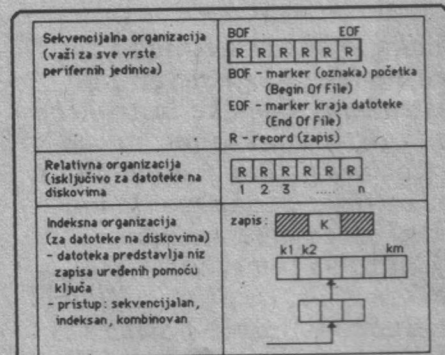 Sekvencijalna organizacija
(važi za sve vrste
perifernih jedinica)
BOF EOF
R R R R R R
BOF - marker (oznaka) početka
(Begin Of File)
EOF - marker kraja datoteke
(End Of File)
R - record (zapis)
Relativna organizacija
(isključivo za datoteke na
diskovima
R R R R R R
1 2 3 ..... n
Indeksna organizacija
(za datoteke na diskovima)
- datoteka predstavlja niz
zapisa uređenih pomoću
ključa
- pristup: sekvencijalan,
indeksan, kombinovan
zapis: K
k1 k2 km